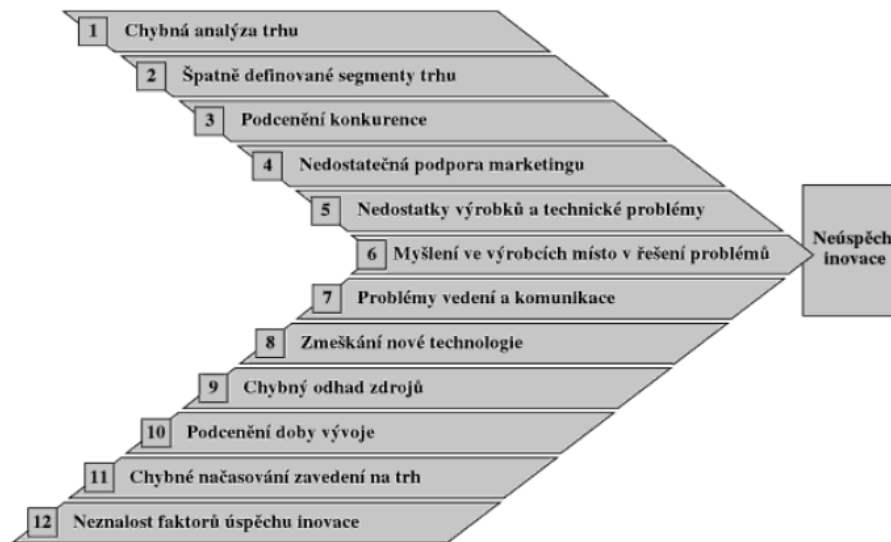 1 Chybná analýza trhu
2 Špatně definované segmenty trhu
3 Podcenění konkurence
4 Nedostatečná podpora marketingu
5 Nedostatky výrobků a technické problémy
6 Myšlení ve výrobcích místo v řešení problémů
Neúspěch
inovace
7 Problémy vedení a komunikace
8 Zmeškání nové technologie
9 Chybný odhad zdrojů
10 Podcenění doby vývoje
11 Chybné načasování zavedení na trh
12 Neznalost faktorů úspěchu inovace